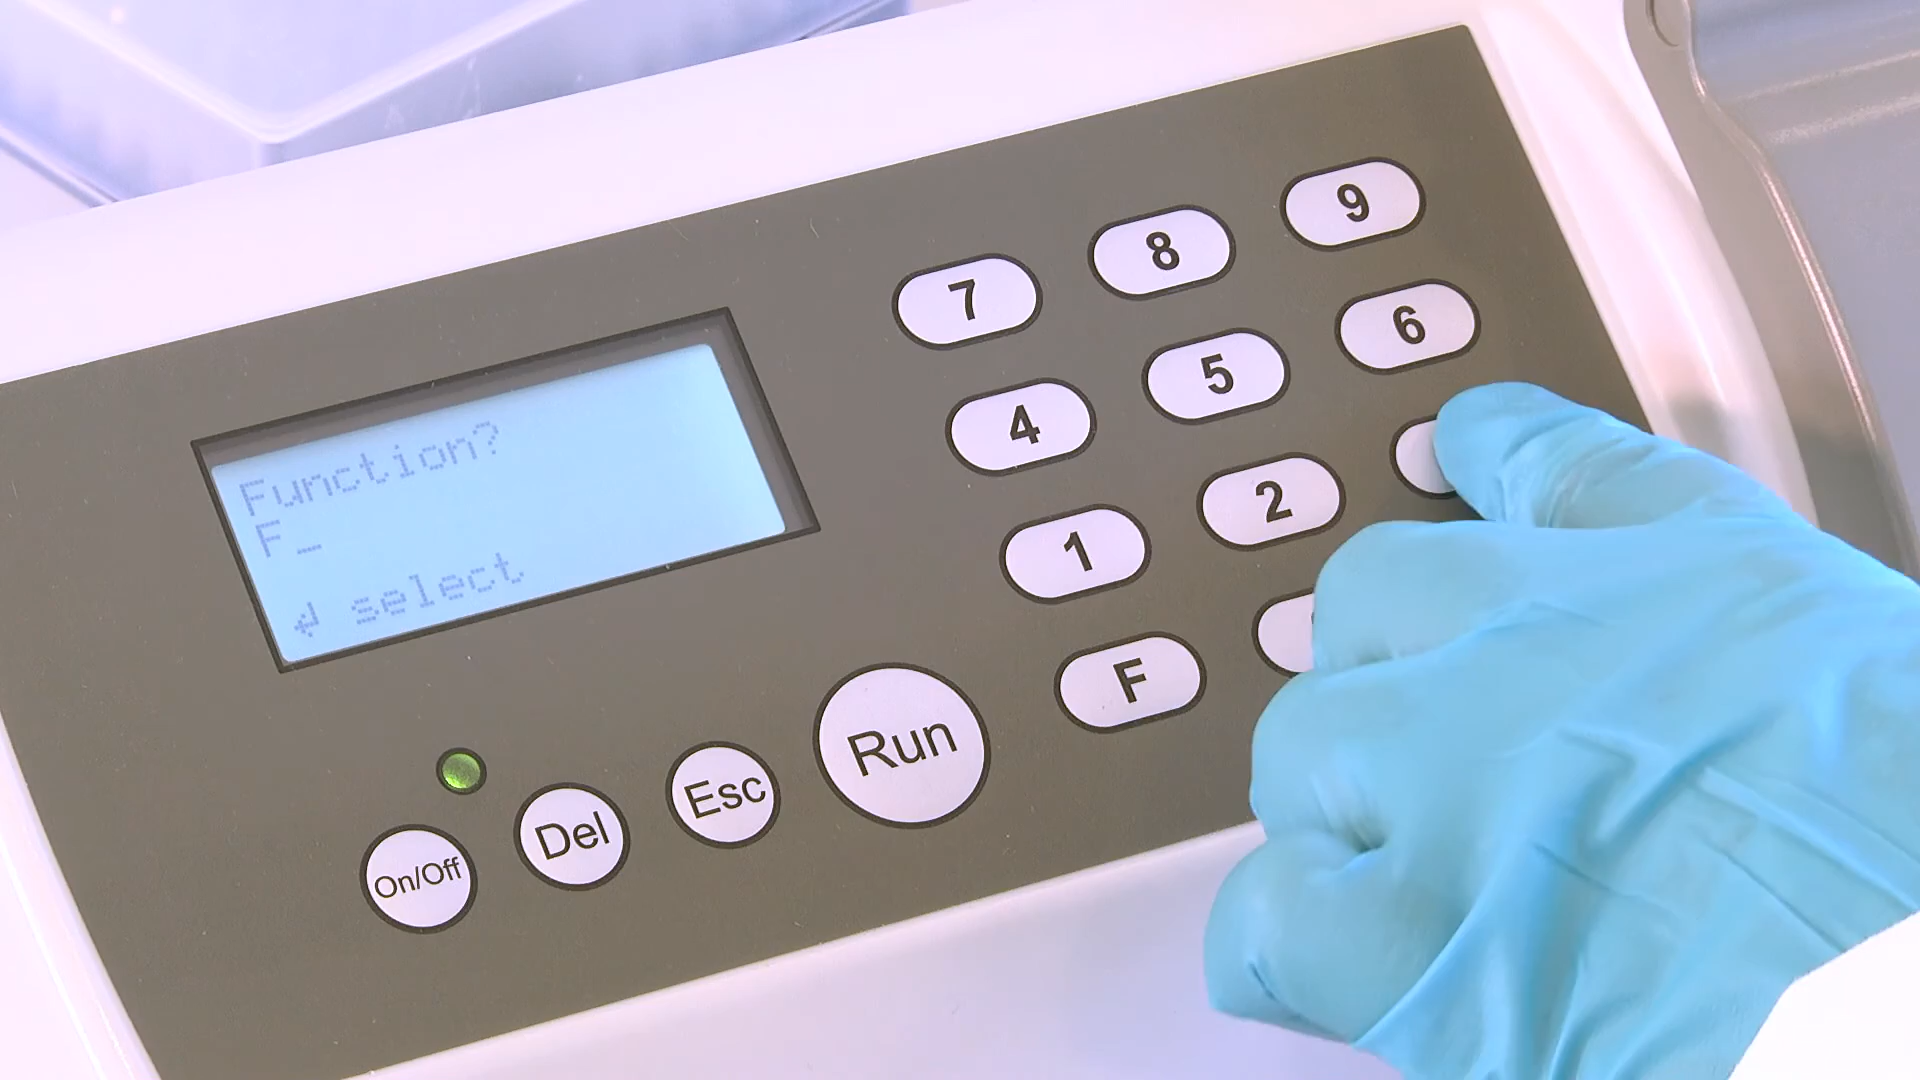 Function?
F_
↲ select
7 8 9
4 5 6
1 2
F
On/Off Del Esc Run